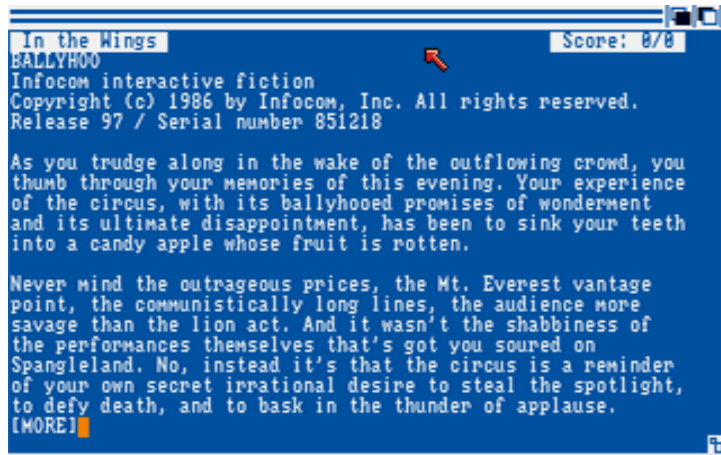 In the Wings Score: 0/0
BALLYHOO
Infocom interactive fiction
Copyright (c) 1986 by Infocom, Inc. All rights reserved.
Release 97 / Serial number 851218
As you trudge along in the wake of the outflowing crowd, you
thumb through your memories of this evening. Your experience
of the circus, with its ballyhooed promises of wonderment
and its ultimate disappointment, has been to sink your teeth
into a candy apple whose fruit is rotten.
Never mind the outrageous prices, the Mt. Everest vantage
point, the communistically long lines, the audience more
savage than the lion act. And it wasn't the shabbiness of
the performances themselves that's got you soured on
Spangleland. No, instead it's that the circus is a reminder
of your own secret irrational desire to steal the spotlight,
to defy death, and to bask in the thunder of applause.
[MORE]